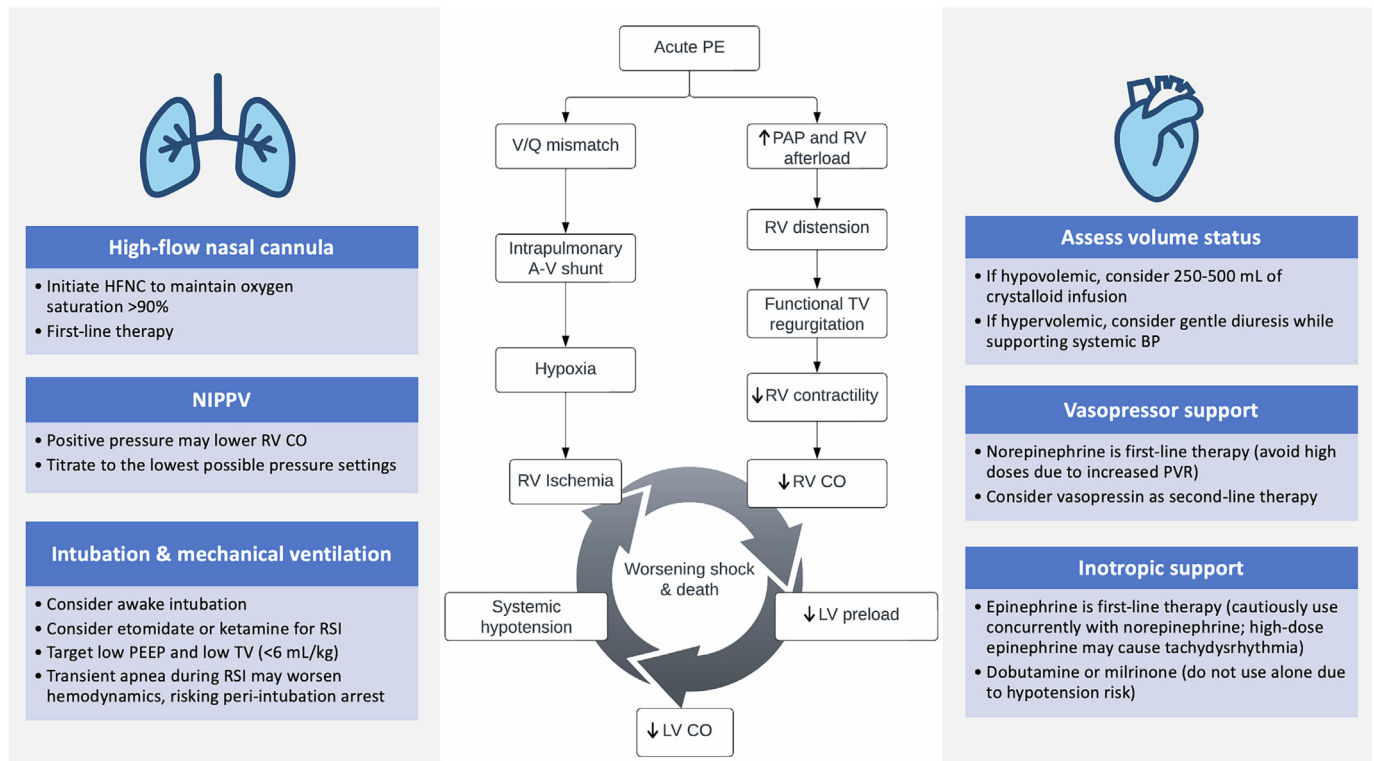 High-flow nasal cannula
• Initiate HFNC to maintain oxygen
saturation >90%
• First-line therapy
NIPPV
• Positive pressure may lower RV CO
• Titrate to the lowest possible pressure settings
Intubation & mechanical ventilation
• Consider awake intubation
• Consider etomidate or ketamine for RSI
• Target low PEEP and low TV (<6 mL/kg)
• Transient apnea during RSI may worsen
hemodynamics, risking peri-intubation arrest
Acute PE
V/Q mismatch
Intrapulmonary
A-V shunt
Hypoxia
RV Ischemia
↑PAP and RV
afterload
RV distension
Functional TV
regurgitation
↓RV contractility
↓RV CO
Worsening shock
& death
Systemic
hypotension
↓LV preload
↓LV CO
Assess volume status
• If hypovolemic, consider 250-500 mL of
crystalloid infusion
• If hypervolemic, consider gentle diuresis while
supporting systemic BP
Vasopressor support
• Norepinephrine is first-line therapy (avoid high
doses due to increased PVR)
• Consider vasopressin as second-line therapy
Inotropic support
• Epinephrine is first-line therapy (cautiously use
concurrently with norepinephrine; high-dose
epinephrine may cause tachydysrhythmia)
• Dobutamine or milrinone (do not use alone due
to hypotension risk)